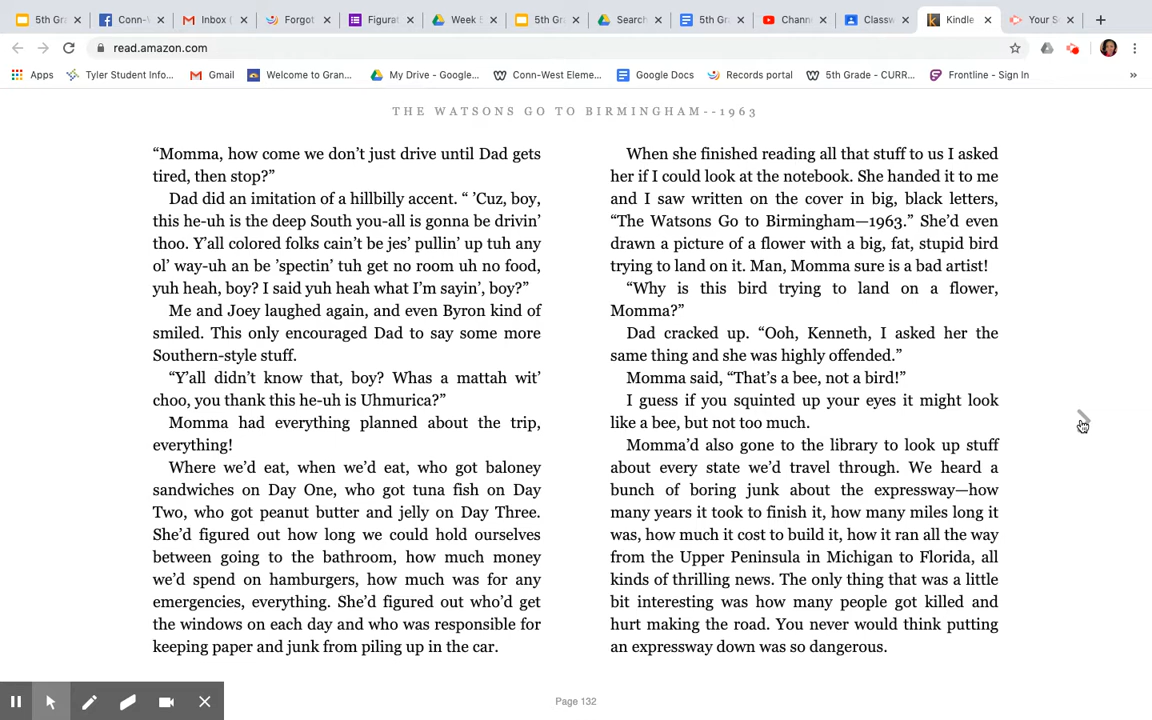 5th Gr
Conn-
Inbox (
Forgot
Figurat
Week
5th Gr
Search
5th Gr
Chann
Classw
Kindle
Your S
read.amazon.com
Apps
Tyler Student Info...
Gmail
Welcome to Gran...
My Drive - Google...
Conn-West Eleme...
Google Docs
Records portal
5th Grade - CURR...
Frontline - Sign In
»
THE WATSONS GO TO BIRMINGHAM--1963
“Momma, how come we don’t just drive until Dad gets
tired, then stop?”
Dad did an imitation of a hillbilly accent. “ ’Cuz, boy,
this he-uh is the deep South you-all is gonna be drivin’
thoo. Y’all colored folks cain’t be jes’ pullin’ up tuh any
ol’ way-uh an be ’spectin’ tuh get no room uh no food,
yuh heah, boy? I said yuh heah what I’m sayin’, boy?”
Me and Joey laughed again, and even Byron kind of
smiled. This only encouraged Dad to say some more
Southern-style stuff.
“Y’all didn’t know that, boy? Whas a mattah wit’
choo, you thank this he-uh is Uhmurica?”
Momma had everything planned about the trip,
everything!
Where we’d eat, when we’d eat, who got baloney
sandwiches on Day One, who got tuna fish on Day
Two, who got peanut butter and jelly on Day Three.
She’d figured out how long we could hold ourselves
between going to the bathroom, how much money
we’d spend on hamburgers, how much was for any
emergencies, everything. She’d figured out who’d get
the windows on each day and who was responsible for
keeping paper and junk from piling up in the car.
When she finished reading all that stuff to us I asked
her if I could look at the notebook. She handed it to me
and I saw written on the cover in big, black letters,
“The Watsons Go to Birmingham—1963.” She’d even
drawn a picture of a flower with a big, fat, stupid bird
trying to land on it. Man, Momma sure is a bad artist!
“Why is this bird trying to land on a flower,
Momma?”
Dad cracked up. “Ooh, Kenneth, I asked her the
same thing and she was highly offended.”
Momma said, “That’s a bee, not a bird!”
I guess if you squinted up your eyes it might look
like a bee, but not too much.
Momma’d also gone to the library to look up stuff
about every state we’d travel through. We heard a
bunch of boring junk about the expressway—how
many years it took to finish it, how many miles long it
was, how much it cost to build it, how it ran all the way
from the Upper Peninsula in Michigan to Florida, all
kinds of thrilling news. The only thing that was a little
bit interesting was how many people got killed and
hurt making the road. You never would think putting
an expressway down was so dangerous.
Page 132